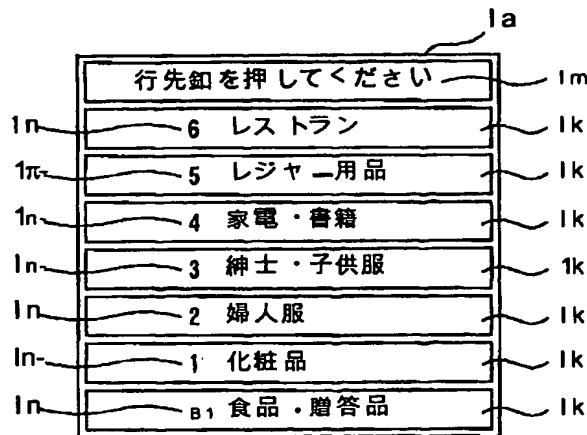 1a
行先釦を押してください 1m
1n 6 レストラン 1k
1n 5 レジャー用品 1k
1n 4 家電・書籍 1k
1n 3 紳士・子供服 1k
1n 2 婦人服 1k
1n 1 化粧品 1k
1n B1 食品・贈答品 1k